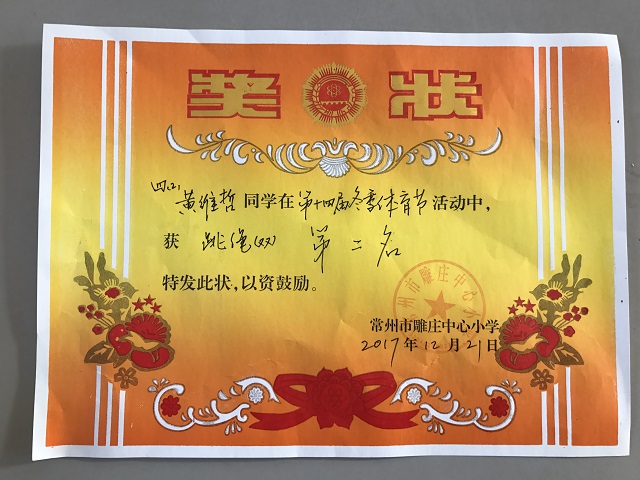 奖状
四(2)
黄维哲同学在第十四届冬季体育节活动中,
获 跳绳(双) 第二名
特发此状,以资鼓励。
常州市雕庄中心小学
2017年12月21日